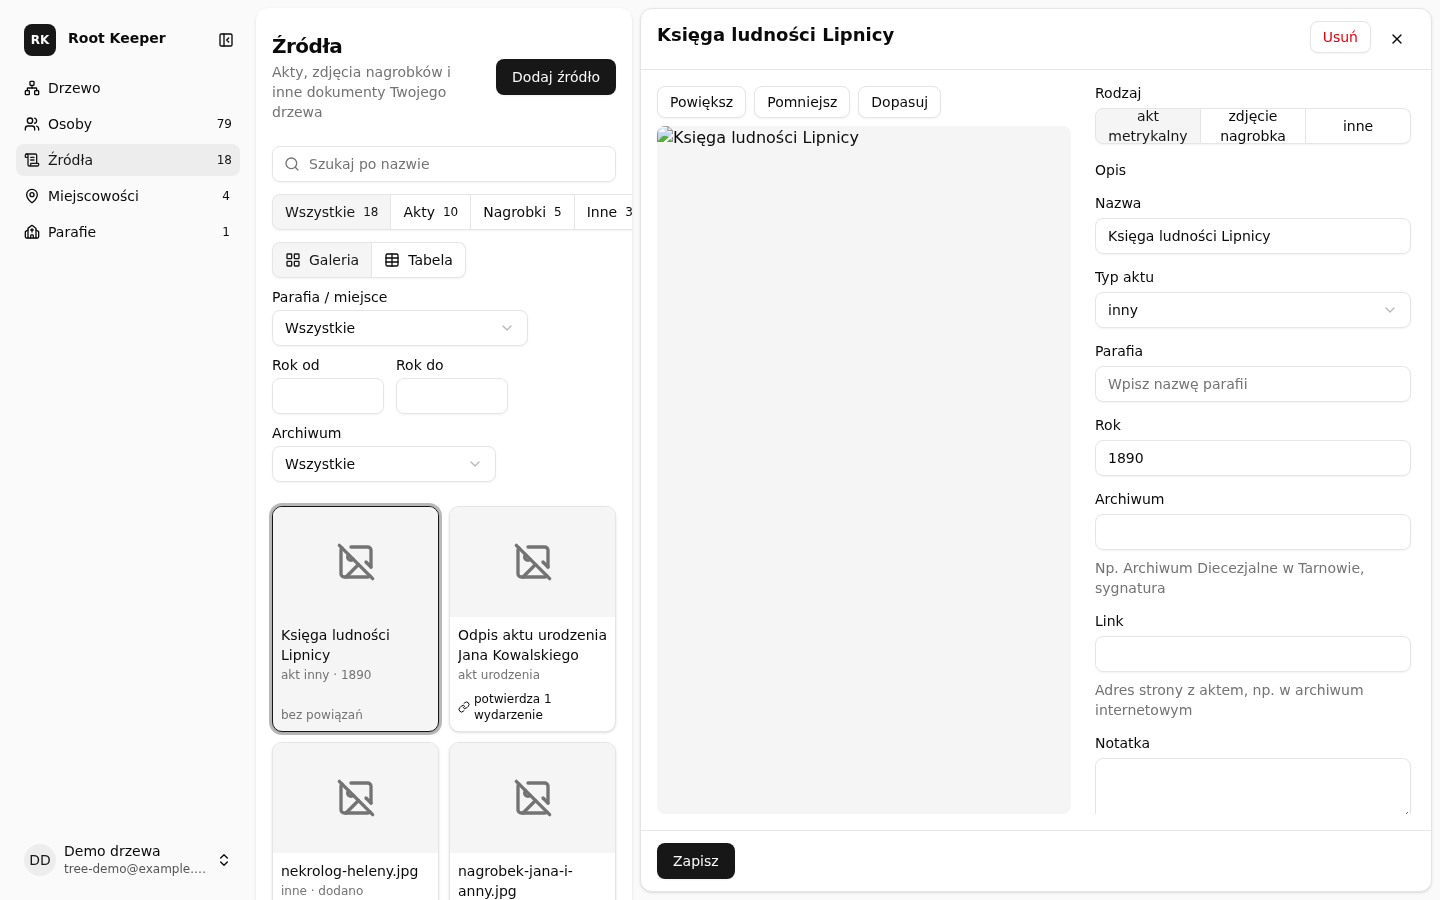 RK
Root Keeper
Drzewo
Osoby 79
Źródła 18
Miejscowości 4
Parafie 1
DD
Demo drzewa
tree-demo@example....
Źródła
Akty, zdjęcia nagrobków i
inne dokumenty Twojego
drzewa
Dodaj źródło
Szukaj po nazwie
Wszystkie 18 Akty 10 Nagrobki 5 Inne 3
Galeria Tabela
Parafia / miejsce
Wszystkie
Rok od Rok do
Archiwum
Wszystkie
Księga ludności
Lipnicy
akt inny · 1890
bez powiązań
Odpis aktu urodzenia
Jana Kowalskiego
akt urodzenia
potwierdza 1
wydarzenie
nekrolog-heleny.jpg
inne · dodano
nagrobek-jana-i-
anny.jpg
Księga ludności Lipnicy
Usuń
Powiększ Pomniejsz Dopasuj
Księga ludności Lipnicy
Rodzaj
akt
metrykalny
zdjęcie
nagrobka
inne
Opis
Nazwa
Księga ludności Lipnicy
Typ aktu
inny
Parafia
Wpisz nazwę parafii
Rok
1890
Archiwum
Np. Archiwum Diecezjalne w Tarnowie,
sygnatura
Link
Adres strony z aktem, np. w archiwum
internetowym
Notatka
Zapisz